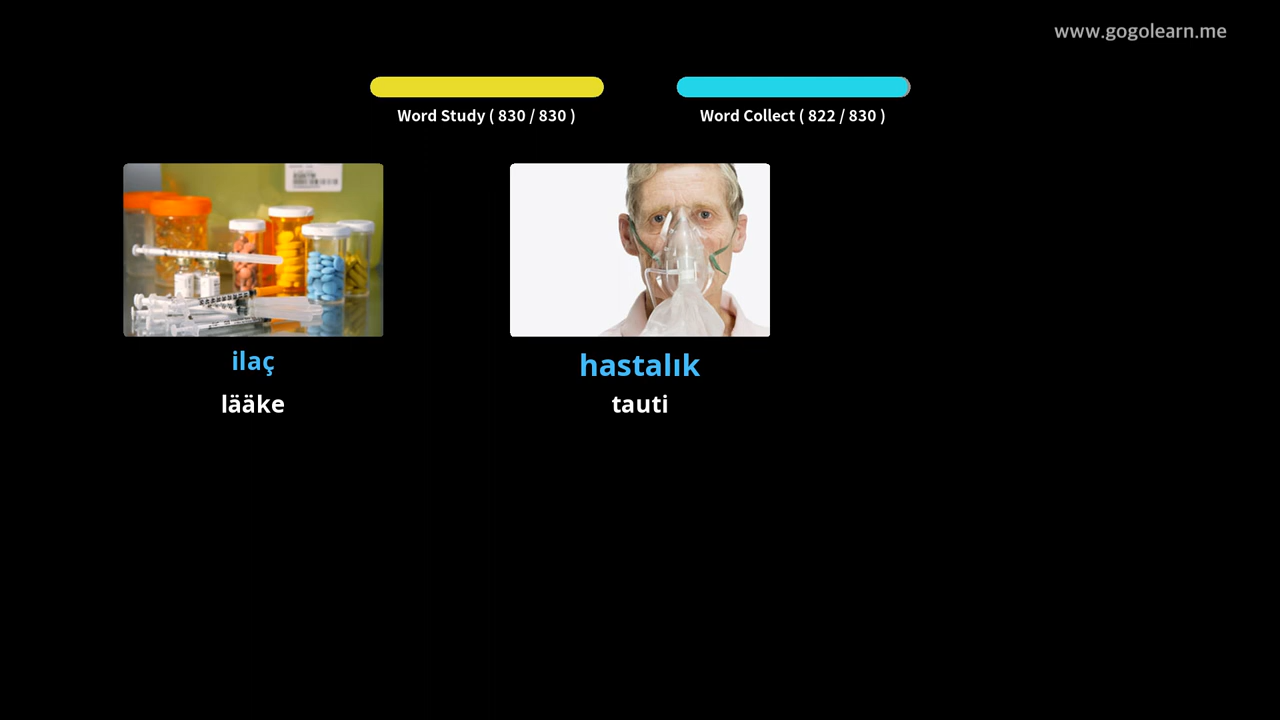 www.gogolearn.me
Word Study ( 830 / 830 )
Word Collect ( 822 / 830 )
ilaç
lääke
hastalık
tauti